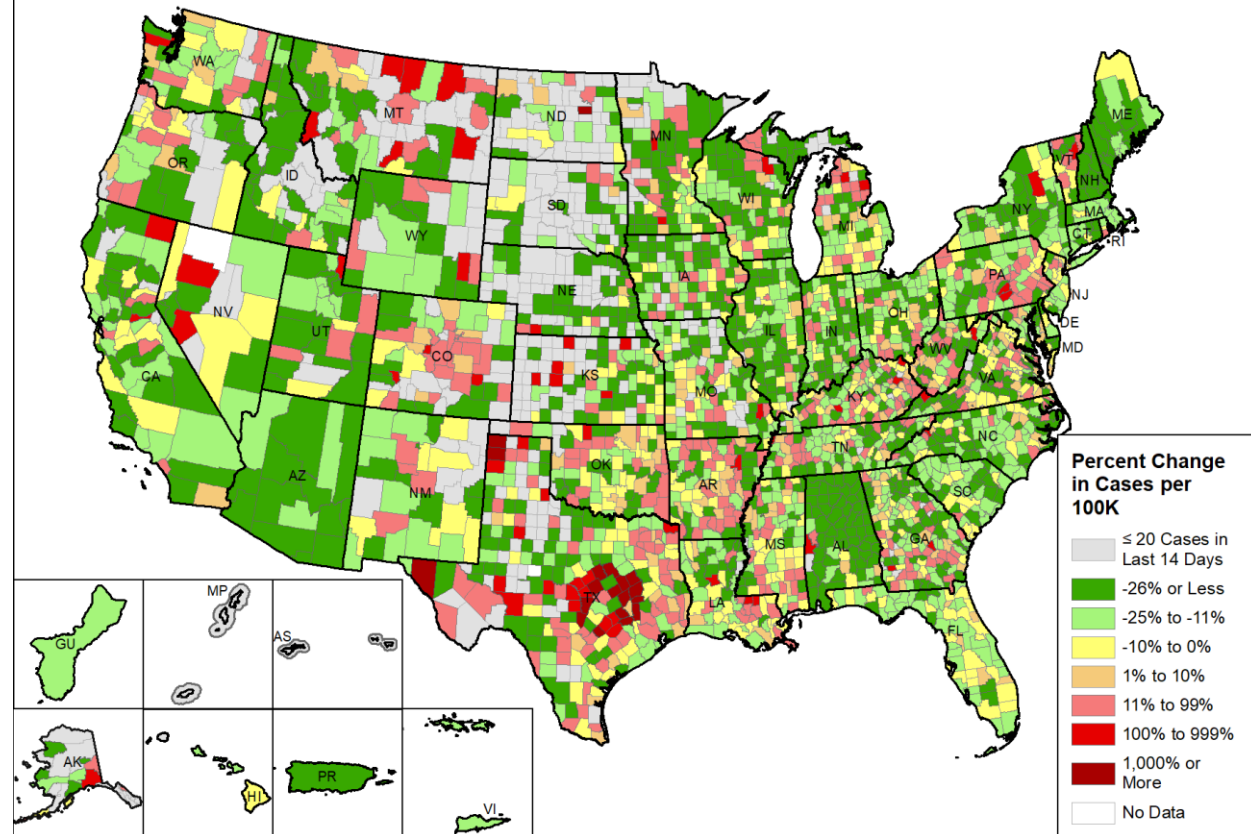 WA
MT
ND
MN
ME
OR
ID
SD
WI
VT
NH
WY
MI
NY
MA
CT
RI
IA
NE
PA
NJ
NV
UT
CO
IL
IN
OH
DE
MD
CA
KS
MO
WV
KY
VA
AZ
NM
OK
AR
TN
NC
SC
MS
AL
GA
TX
LA
FL
GU
MP
AS
AK
HI
PR
VI
Percent Change
in Cases per
100K
≤ 20 Cases in
Last 14 Days
-26% or Less
-25% to -11%
-10% to 0%
1% to 10%
11% to 99%
100% to 999%
1,000% or
More
No Data